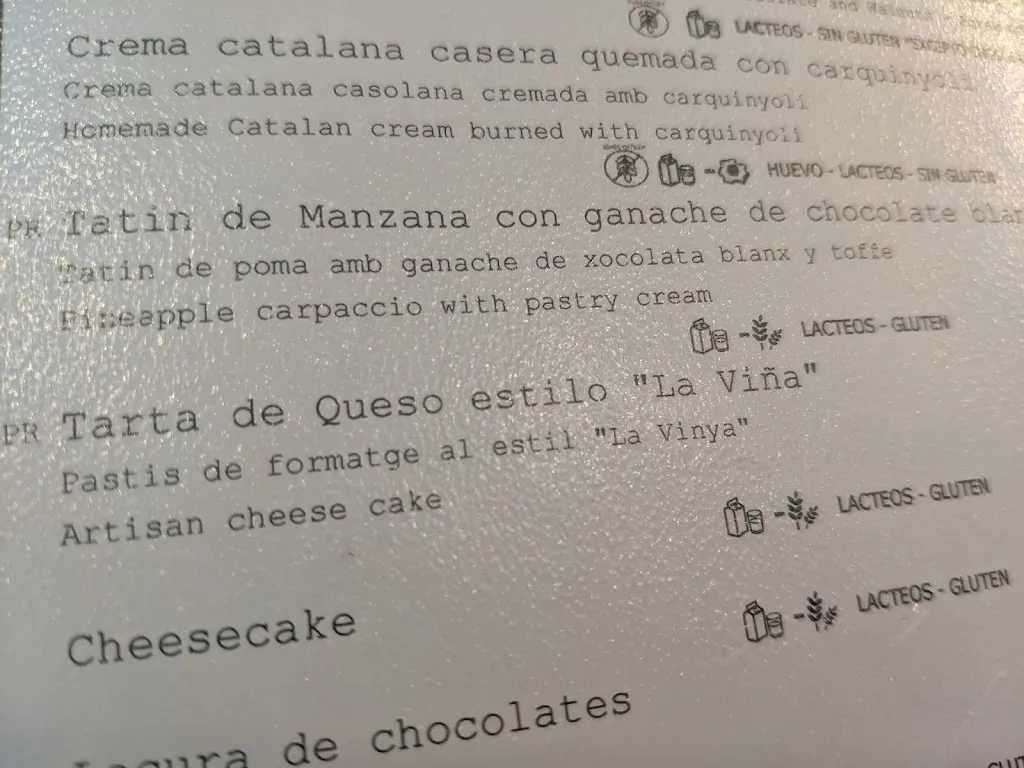 LACTEOS - SIN GLUTEN
Crema catalana casera quemada con carquinyoli
Crema catalana casolana cremada amb carquinyoli
Homemade Catalan cream burned with carquinyoli
HUEVO - LACTEOS - SIN GLUTEN
PR Tatin de Manzana con ganache de chocolate
Tatin de poma amb ganache de xocolata blanx y toffe
Pineapple carpaccio with pastry cream
LACTEOS - GLUTEN
PR Tarta de Queso estilo "La Viña"
Pastis de formatge al estil "La Vinya"
Artisan cheese cake
LACTEOS - GLUTEN
Cheesecake
LACTEOS - GLUTEN
Locura de chocolates